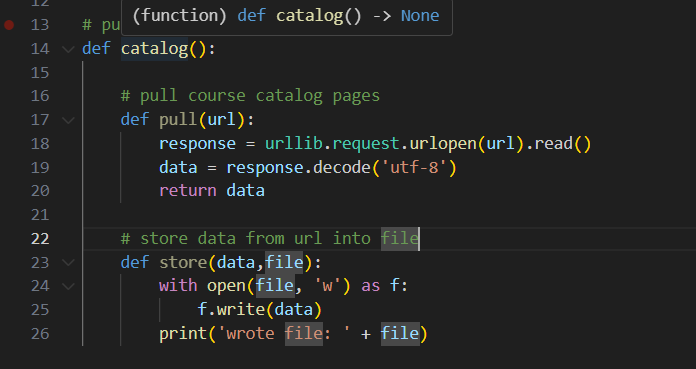 12
(function) def catalog() -> None
13 # pu
14 def catalog():
15
16 # pull course catalog pages
17 def pull(url):
18 response = urllib.request.urlopen(url).read()
19 data = response.decode('utf-8')
20 return data
21
22 # store data from url into file
23 def store(data,file):
24 with open(file, 'w') as f:
25 f.write(data)
26 print('wrote file: ' + file)